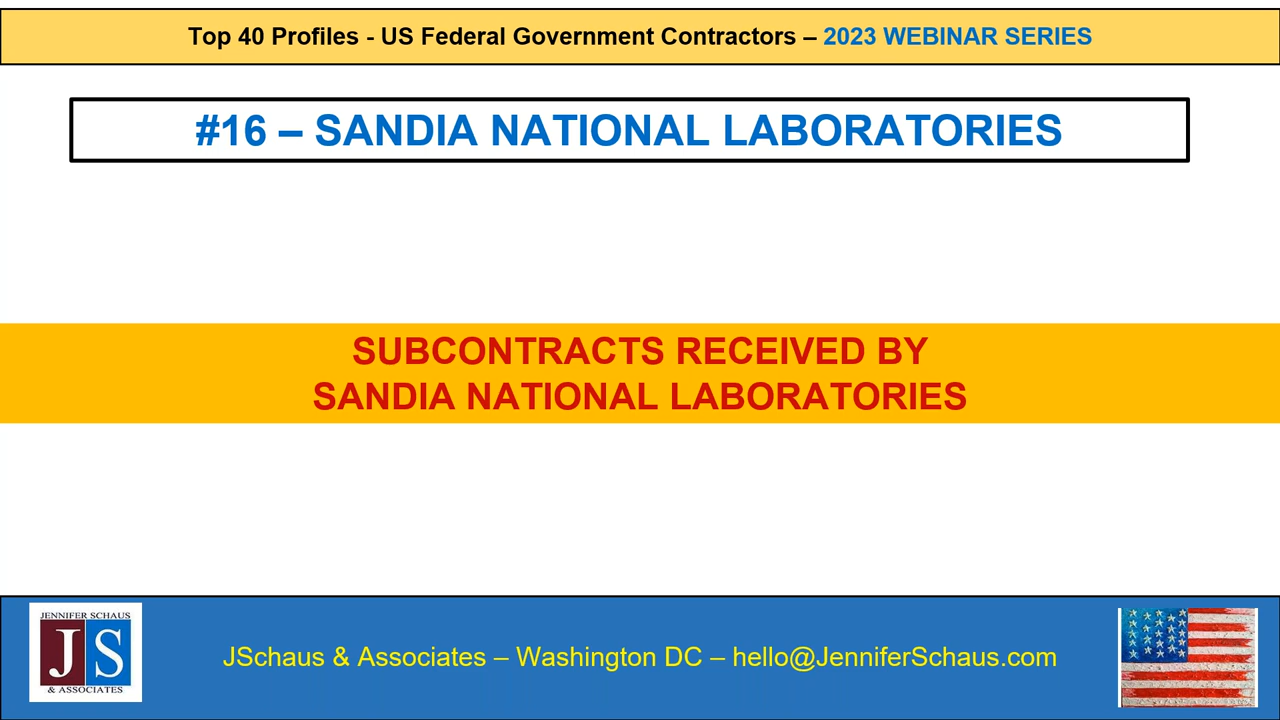 Top 40 Profiles - US Federal Government Contractors – 2023 WEBINAR SERIES
#16 – SANDIA NATIONAL LABORATORIES
SUBCONTRACTS RECEIVED BY
SANDIA NATIONAL LABORATORIES
JENNIFER SCHAUS
JS
& ASSOCIATES
JSchaus & Associates – Washington DC – hello@JenniferSchaus.com